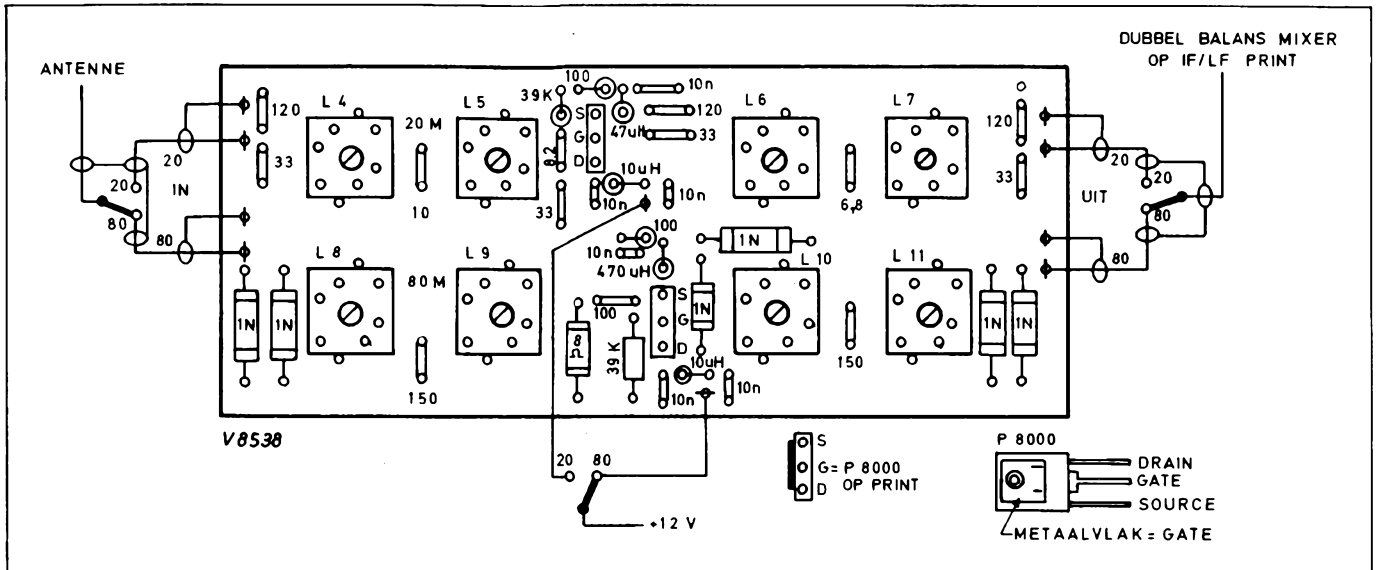 DUBBEL BALANS MIXER
OP IF/LF PRINT
ANTENNE
IN
20
20
80
80
120
33
L 4
20 M
10
L 5
39K
100
10n
S
G
D
47uH
120
33
8,2
33
10uH
10n
10n
L 6
6,8
L 7
120
33
UIT
20
20
80
80
L 8
80 M
150
L 9
100
10n
470 uH
1N
L 10
L 11
1N
1N
100
8Ω
39K
S
G
D
1N
10uH
10n
10n
150
1N
1N
V8538
20
80
+12 V
S
G = P 8000
D OP PRINT
P 8000
DRAIN
GATE
SOURCE
METAALVLAK = GATE